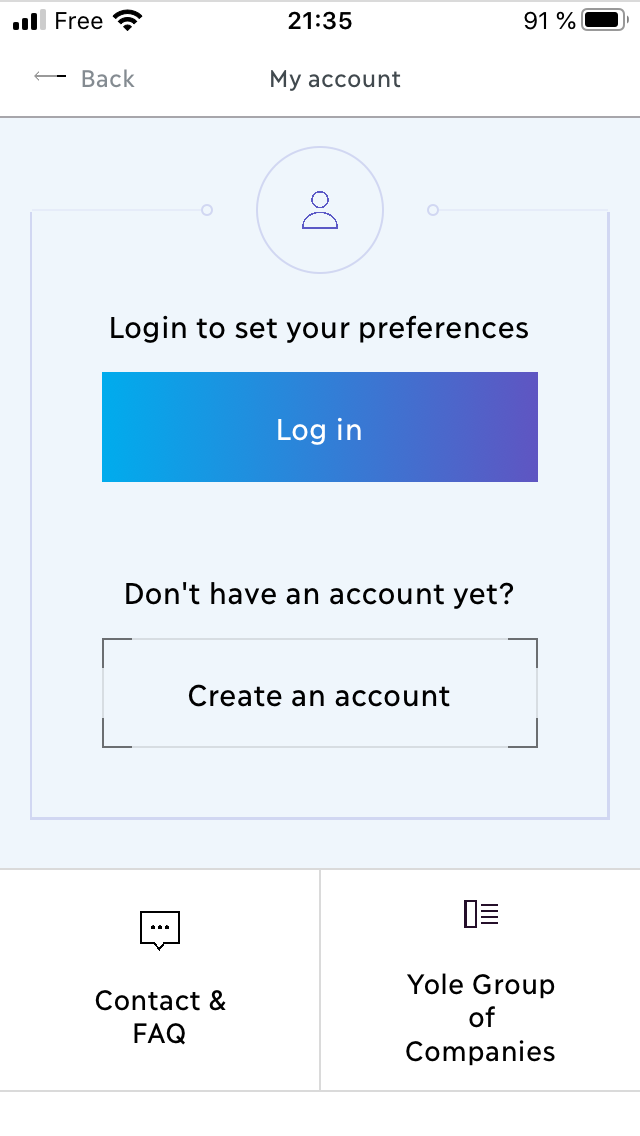 Free 21:35 91 %
Back My account
Login to set your preferences
Log in
Don't have an account yet?
Create an account
Contact &
FAQ
Yole Group
of
Companies